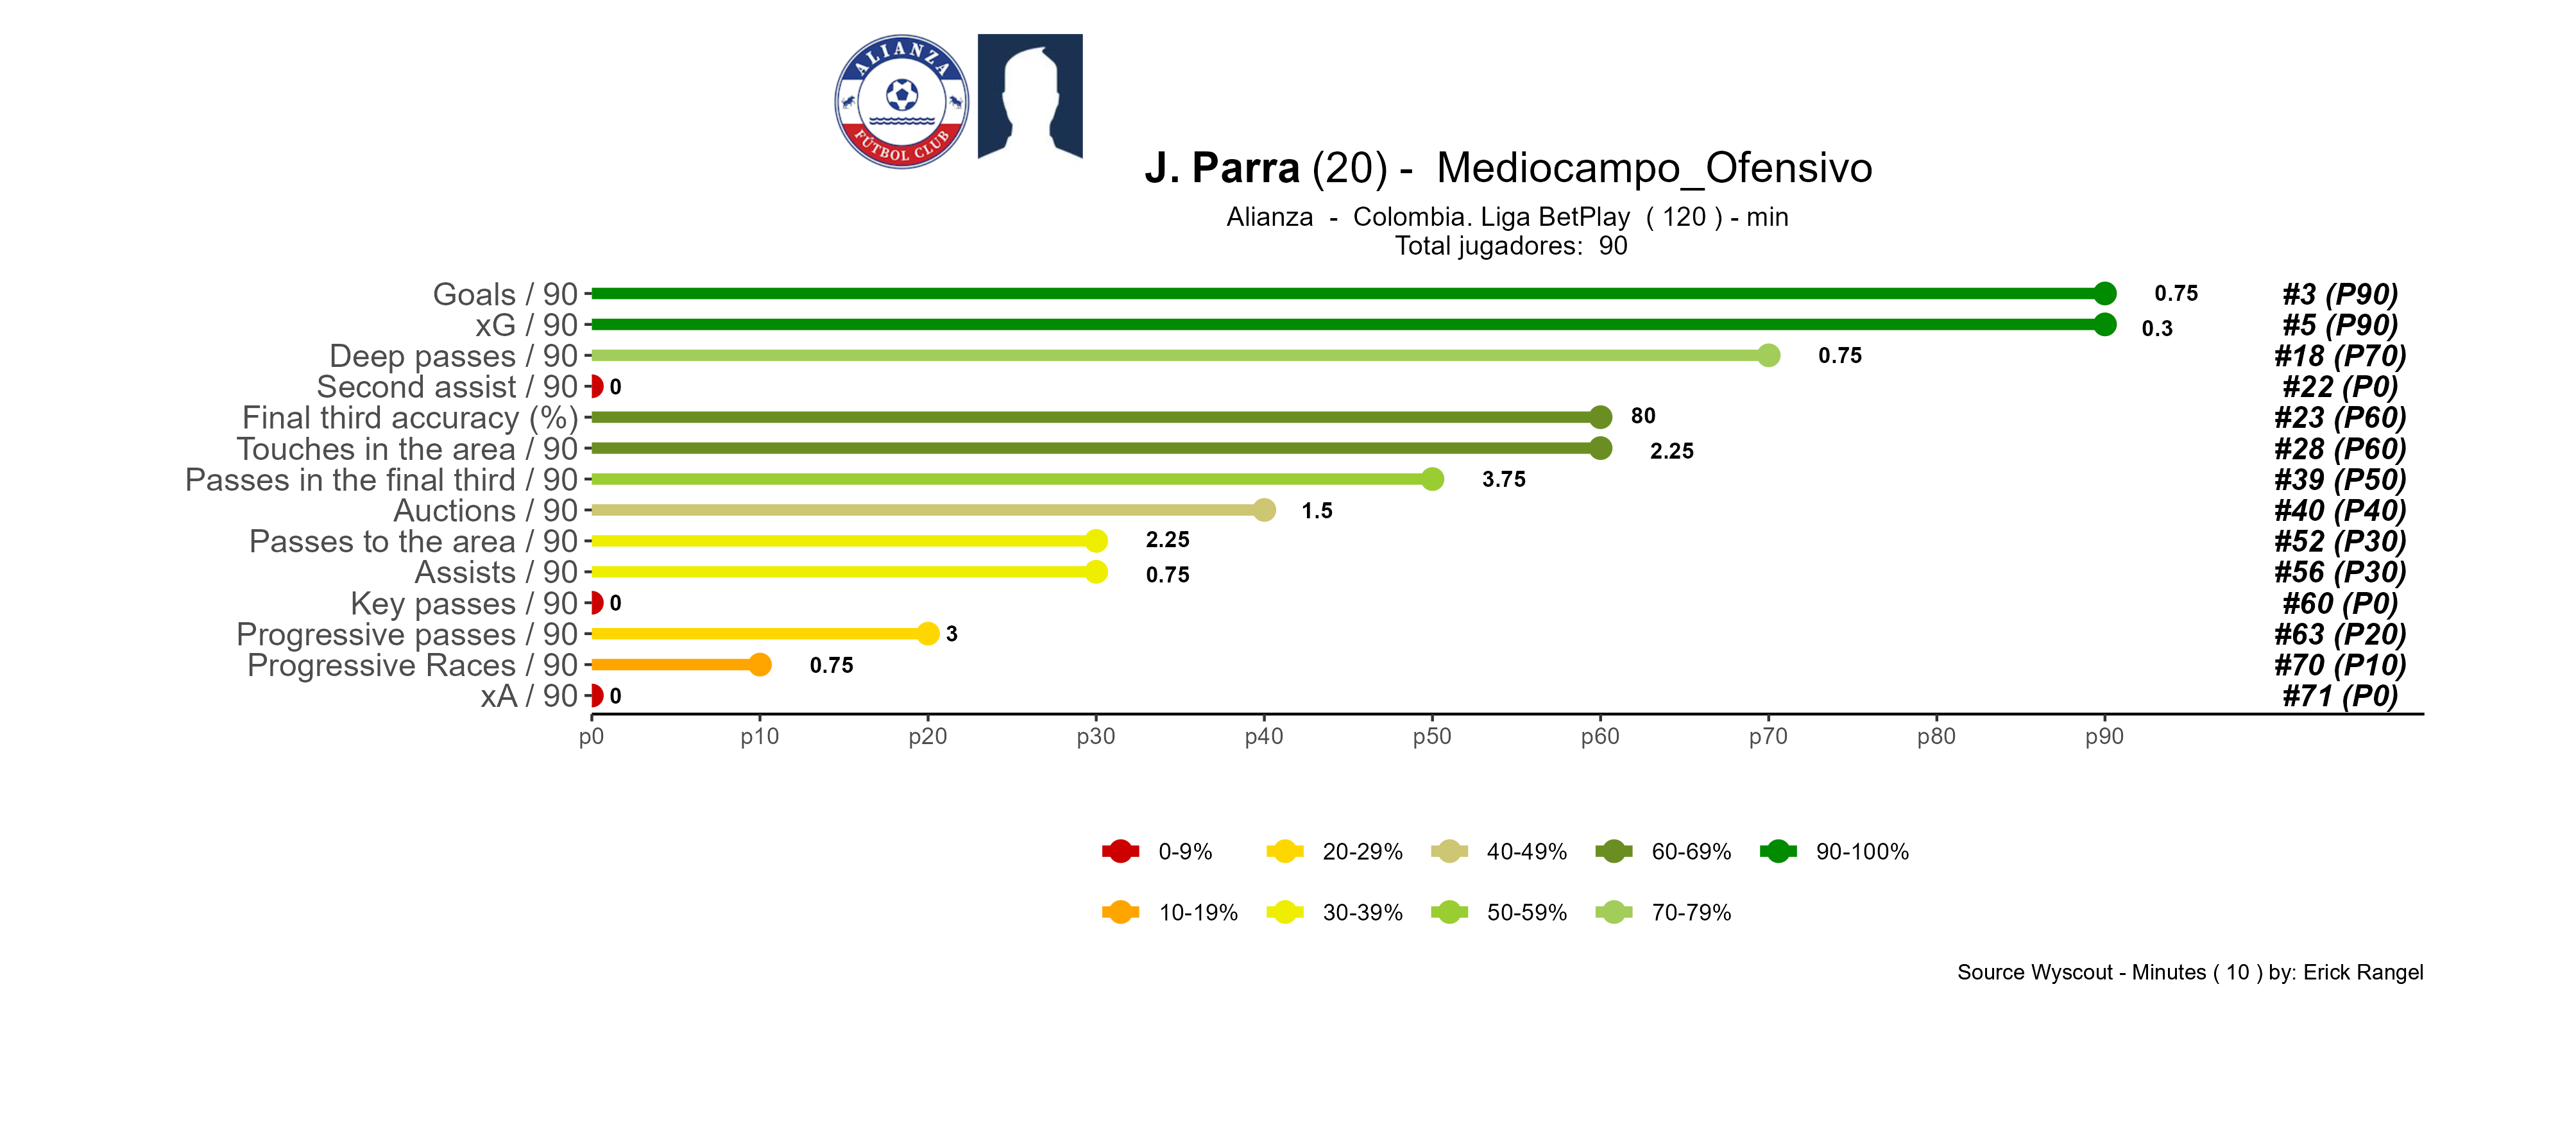 ALIANZA
FÚTBOL CLUB
J. Parra (20) - Mediocampo_Ofensivo
Alianza - Colombia. Liga BetPlay ( 120 ) - min
Total jugadores: 90
Goals / 90 0.75 #3 (P90)
xG / 90 0.3 #5 (P90)
Deep passes / 90 0.75 #18 (P70)
Second assist / 90 0 #22 (P0)
Final third accuracy (%) 80 #23 (P60)
Touches in the area / 90 2.25 #28 (P60)
Passes in the final third / 90 3.75 #39 (P50)
Auctions / 90 1.5 #40 (P40)
Passes to the area / 90 2.25 #52 (P30)
Assists / 90 0.75 #56 (P30)
Key passes / 90 0 #60 (P0)
Progressive passes / 90 3 #63 (P20)
Progressive Races / 90 0.75 #70 (P10)
xA / 90 0 #71 (P0)
p0 p10 p20 p30 p40 p50 p60 p70 p80 p90
0-9% 20-29% 40-49% 60-69% 90-100%
10-19% 30-39% 50-59% 70-79%
Source Wyscout - Minutes ( 10 ) by: Erick Rangel